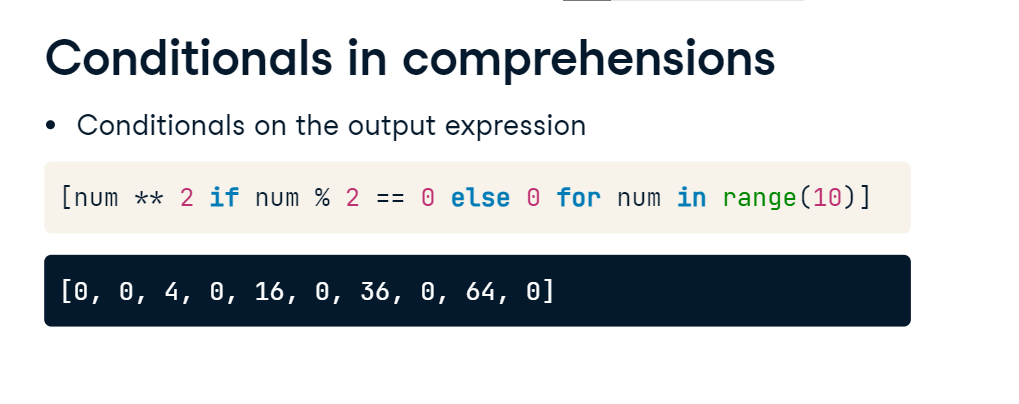 Conditionals in comprehensions
• Conditionals on the output expression
[num ** 2 if num % 2 == 0 else 0 for num in range(10)]
[0, 0, 4, 0, 16, 0, 36, 0, 64, 0]